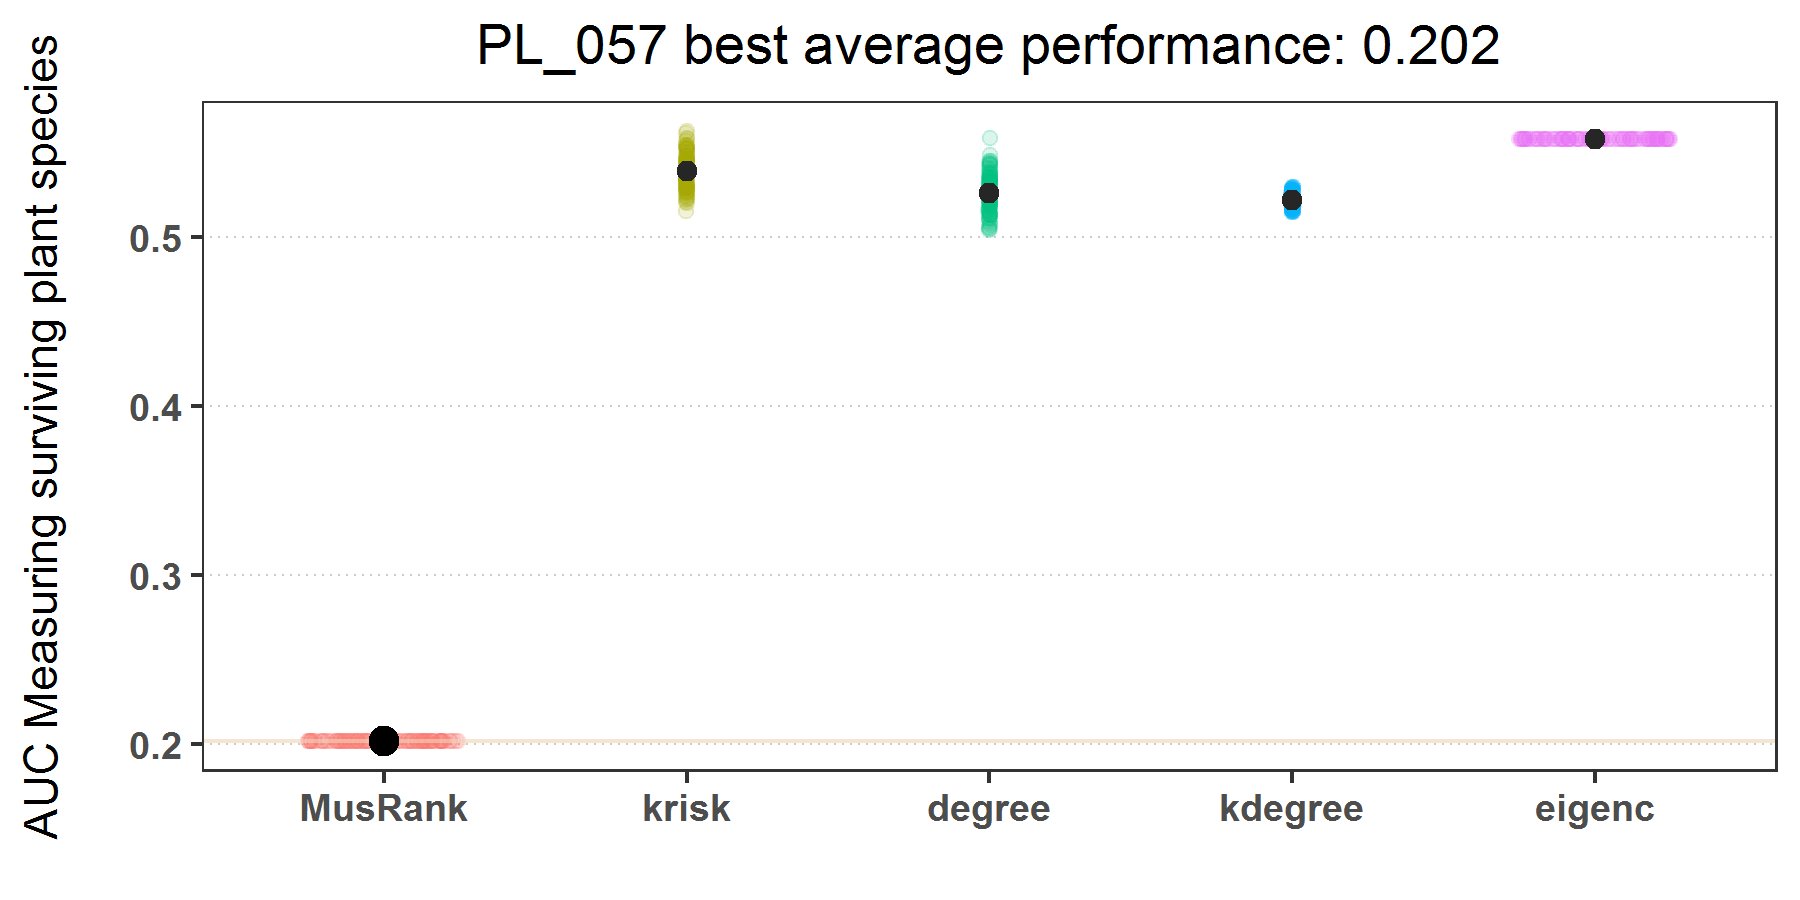 PL_057 best average performance: 0.202
AUC Measuring surviving plant species
0.5
0.4
0.3
0.2
MusRank krisk degree kdegree eigenc